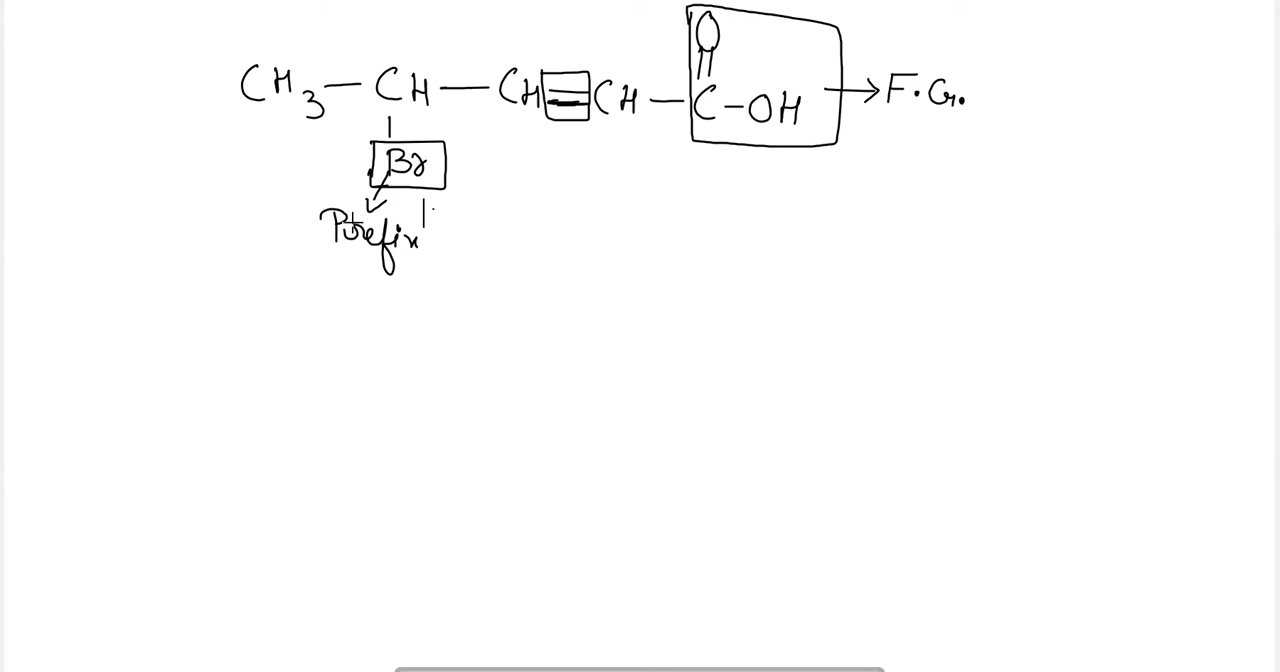 O
CH3 — CH — CH = CH — C – OH → F.G.
Br
Prefix